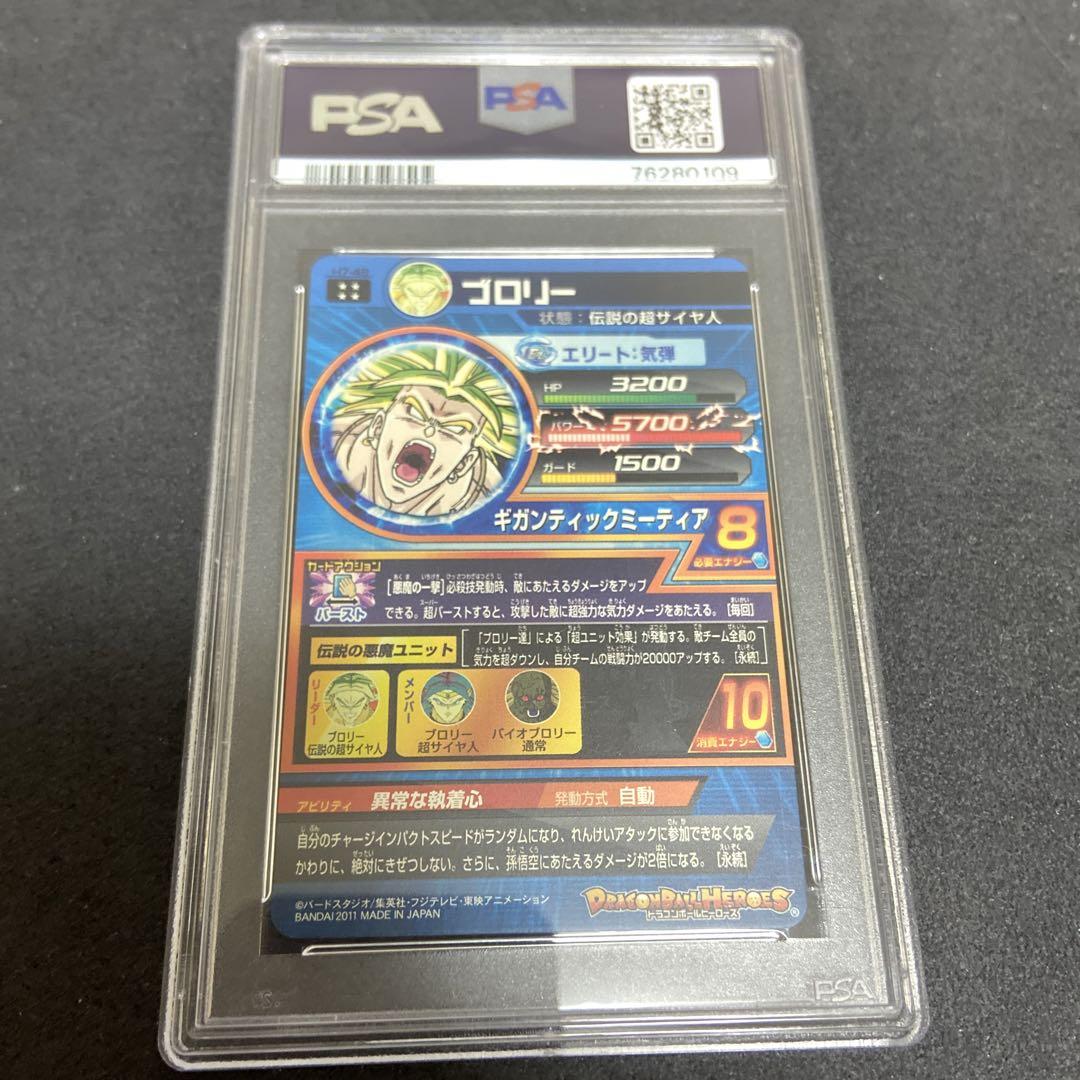 PSA
PSA
76280109
H7-48
ブロリー
状態：伝説の超サイヤ人
エリート：気弾
HP 3200
パワー 5700
ガード 1500
ギガンティックミーティア 8
必要エナジー
カードアクション
バースト
[悪魔の一撃]必殺技発動時、敵にあたえるダメージをアップ
できる。超バーストすると、攻撃した敵に超強力な気力ダメージをあたえる。[毎回]
伝説の悪魔ユニット
「ブロリー達」による「超ユニット効果」が発動する。敵チーム全員の
気力を超ダウンし、自分チームの戦闘力が20000アップする。[永続]
リーダー
ブロリー
伝説の超サイヤ人
メンバー
ブロリー
超サイヤ人
バイオブロリー
通常
10
消費エナジー
アビリティ 異常な執着心 発動方式 自動
自分のチャージインパクトスピードがランダムになり、れんけいアタックに参加できなくなる
かわりに、絶対にきぜつしない。さらに、孫悟空にあたえるダメージが2倍になる。[永続]
©バードスタジオ/集英社・フジテレビ・東映アニメーション
BANDAI 2011 MADE IN JAPAN
DRAGONBALL HEROES
ドラゴンボールヒーローズ
PSA